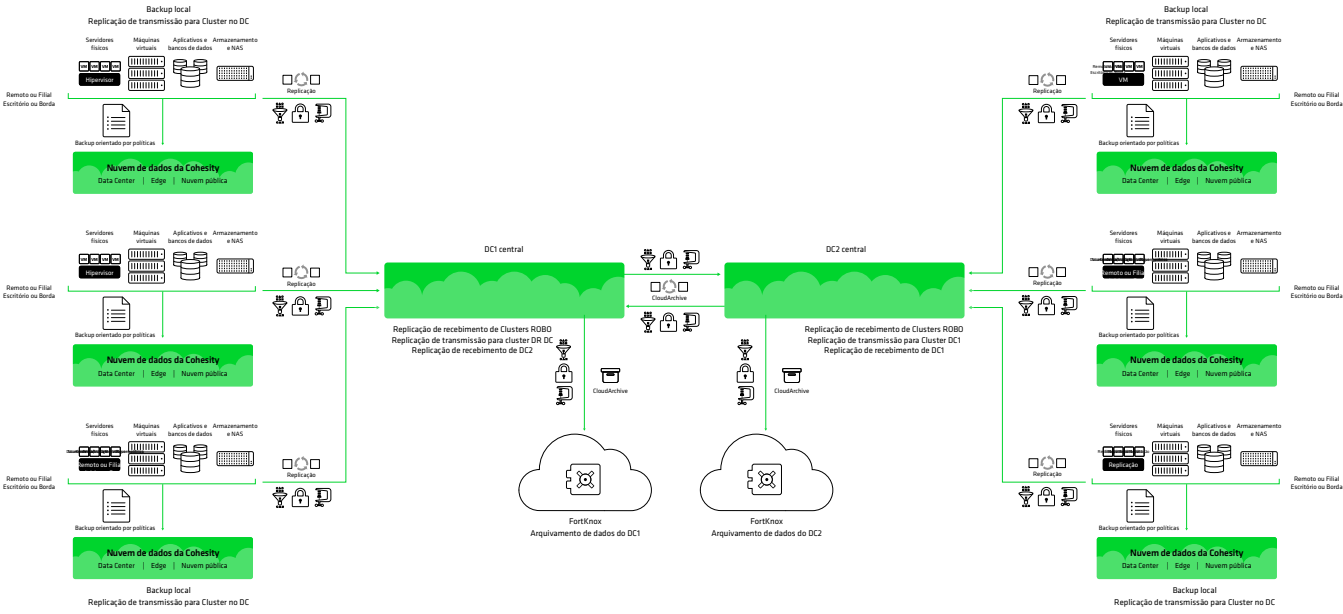 Backup local
Replicação de transmissão para Cluster no DC
Servidores físicos
Máquinas virtuais
Aplicativos e bancos de dados
Armazenamento e NAS
VM VM VM VM
Hipervisor
Remoto ou Filial
Escritório ou Borda
Replicação
Backup orientado por políticas
Nuvem de dados da Cohesity
Data Center | Edge | Nuvem pública
Servidores físicos
Máquinas virtuais
Aplicativos e bancos de dados
Armazenamento e NAS
VM VM VM VM
Hipervisor
Remoto ou Filial
Escritório ou Borda
Replicação
Backup orientado por políticas
Nuvem de dados da Cohesity
Data Center | Edge | Nuvem pública
Servidores físicos
Máquinas virtuais
Aplicativos e bancos de dados
Armazenamento e NAS
Remoto ou Filia
Remoto ou Filial
Escritório ou Borda
Replicação
Backup orientado por políticas
Nuvem de dados da Cohesity
Data Center | Edge | Nuvem pública
Backup local
Replicação de transmissão para Cluster no DC
DC1 central
Replicação de recebimento de Clusters ROBO
Replicação de transmissão para cluster DR DC
Replicação de recebimento de DC2
CloudArchive
DC2 central
Replicação de recebimento de Clusters ROBO
Replicação de transmissão para Cluster DC1
Replicação de recebimento de DC1
CloudArchive
CloudArchive
FortKnox
Arquivamento de dados do DC1
FortKnox
Arquivamento de dados do DC2
Backup local
Replicação de transmissão para Cluster no DC
Servidores físicos
Máquinas virtuais
Aplicativos e bancos de dados
Armazenamento e NAS
VM
Replicação
Remoto ou Filial
Escritório ou Borda
Backup orientado por políticas
Nuvem de dados da Cohesity
Data Center | Edge | Nuvem pública
Servidores físicos
Máquinas virtuais
Aplicativos e bancos de dados
Armazenamento e NAS
Remoto ou Filia
Replicação
Remoto ou Filial
Escritório ou Borda
Backup orientado por políticas
Nuvem de dados da Cohesity
Data Center | Edge | Nuvem pública
Servidores físicos
Máquinas virtuais
Aplicativos e bancos de dados
Armazenamento e NAS
Replicação
Replicação
Remoto ou Filial
Escritório ou Borda
Backup orientado por políticas
Nuvem de dados da Cohesity
Data Center | Edge | Nuvem pública
Backup local
Replicação de transmissão para Cluster no DC